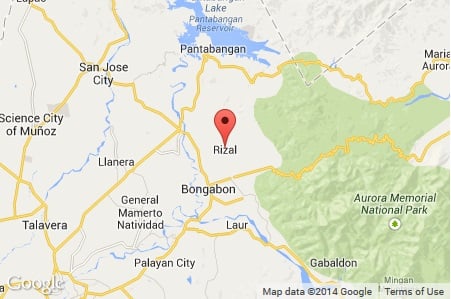 Lupao
Pantabangan
Lake
Pantabangan
Reservoir
Pantabangan
San Jose
City
Maria
Aurora
Science City
of Muñoz
Rizal
Llanera
Bongabon
General
Mamerto
Natividad
Aurora Memorial
National Park
Talavera
Laur
Palayan City
Gabaldon
Mingan
Google
Map data ©2014 Google
Terms of Use